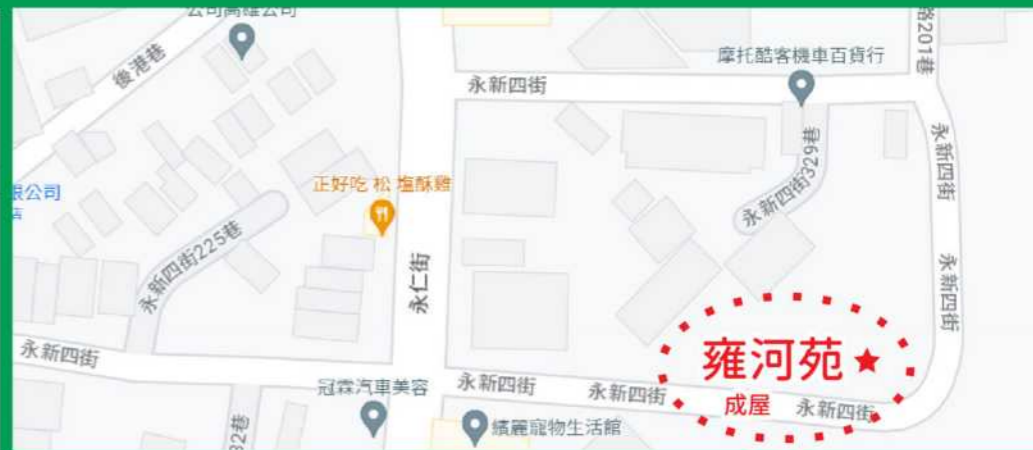 公司高雄公司
路201巷
摩托酷客機車百貨行
後港巷
永新四街
永新四街
永新四街329巷
限公司
店
正好吃 松 塩酥雞
永新四街225巷
永仁街
永新四街
永新四街
雍河苑
冠霖汽車美容
永新四街
永新四街
成屋
永新四街
32巷
繽麗寵物生活館